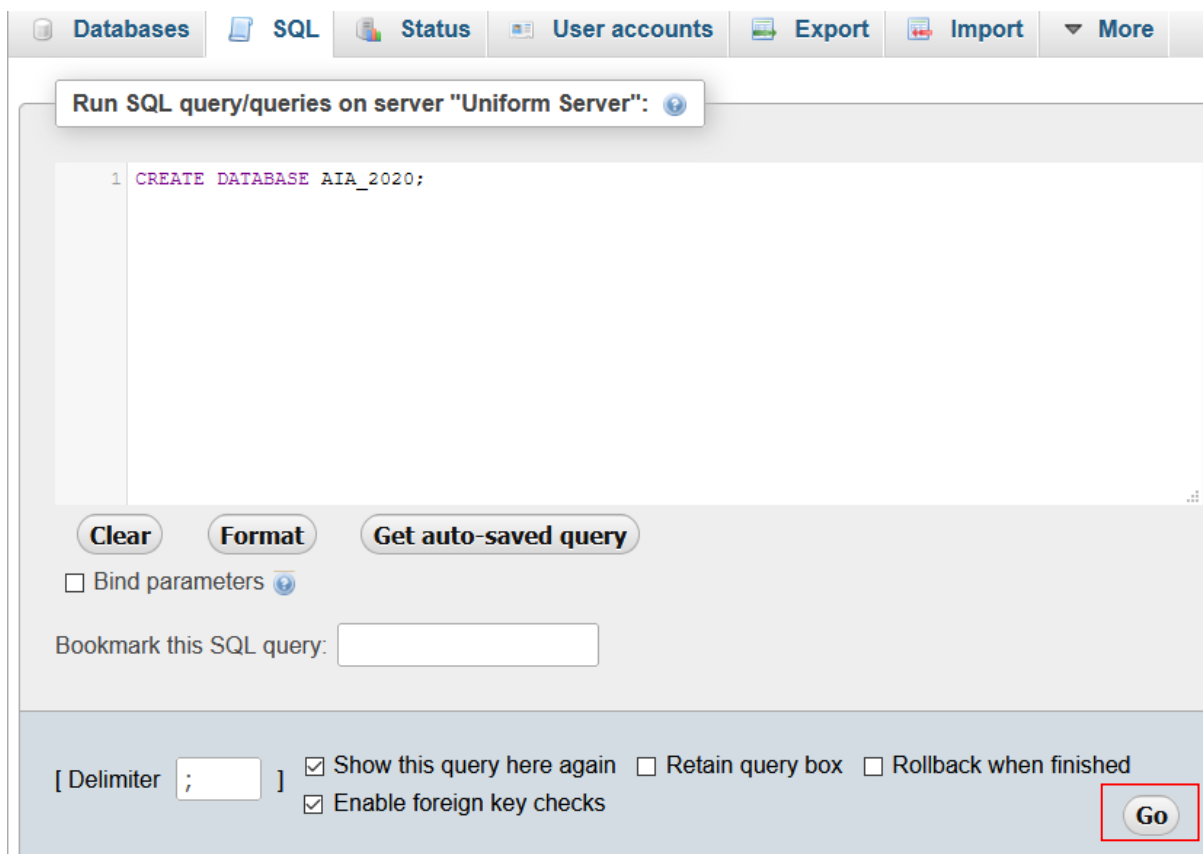 Databases SQL Status User accounts Export Import More
Run SQL query/queries on server "Uniform Server":
1 CREATE DATABASE AIA_2020;
Clear Format Get auto-saved query
Bind parameters
Bookmark this SQL query:
[ Delimiter ; ] Show this query here again Retain query box Rollback when finished
Enable foreign key checks
Go